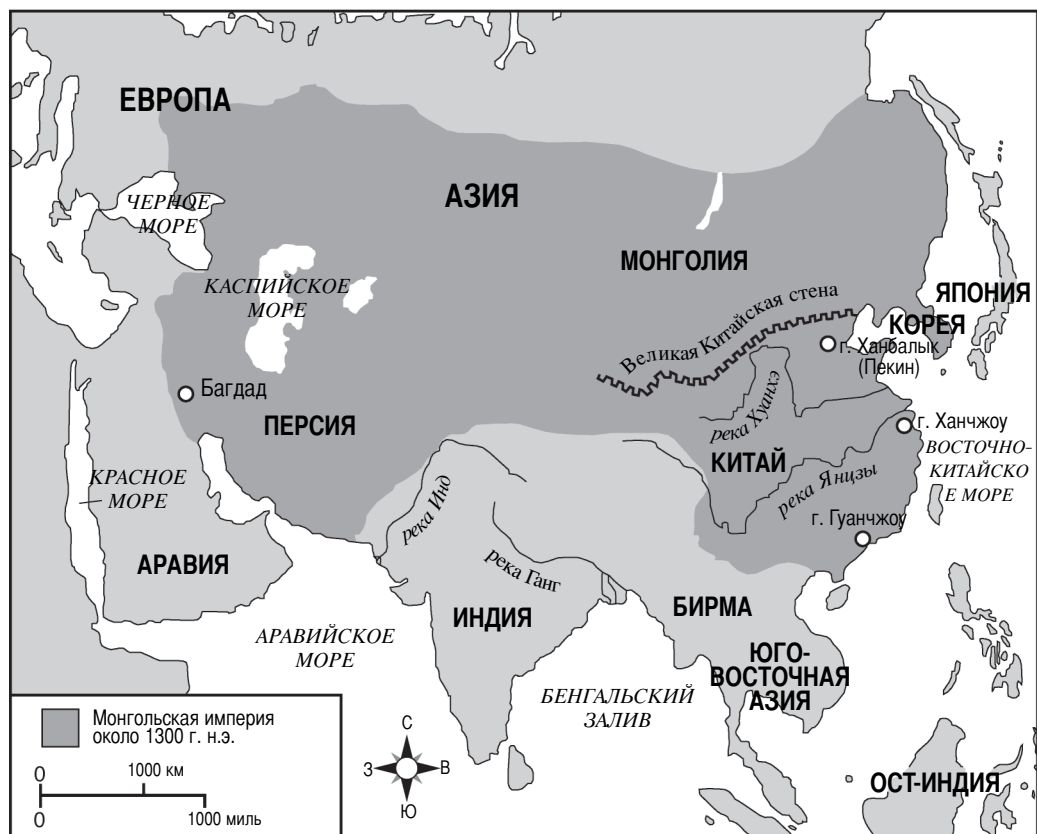 ЕВРОПА
АЗИЯ
ЧЕРНОЕ
МОРЕ
МОНГОЛИЯ
КАСПИЙСКОЕ
МОРЕ
ЯПОНИЯ
КОРЕЯ
Великая Китайская стена
г. Ханбалык
(Пекин)
Багдад
ПЕРСИЯ
река Хуанхэ
г. Ханчжоу
КИТАЙ
ВОСТОЧНО-
КИТАЙСКО
Е МОРЕ
КРАСНОЕ
МОРЕ
река Инд
река Янцзы
г. Гуанчжоу
АРАВИЯ
река Ганг
ИНДИЯ
БИРМА
АРАВИЙСКОЕ
МОРЕ
ЮГО-
ВОСТОЧНАЯ
АЗИЯ
БЕНГАЛЬСКИЙ
ЗАЛИВ
ОСТ-ИНДИЯ
Монгольская империя
около 1300 г. н.э.
0 1000 км
0 1000 миль
С
З В
Ю